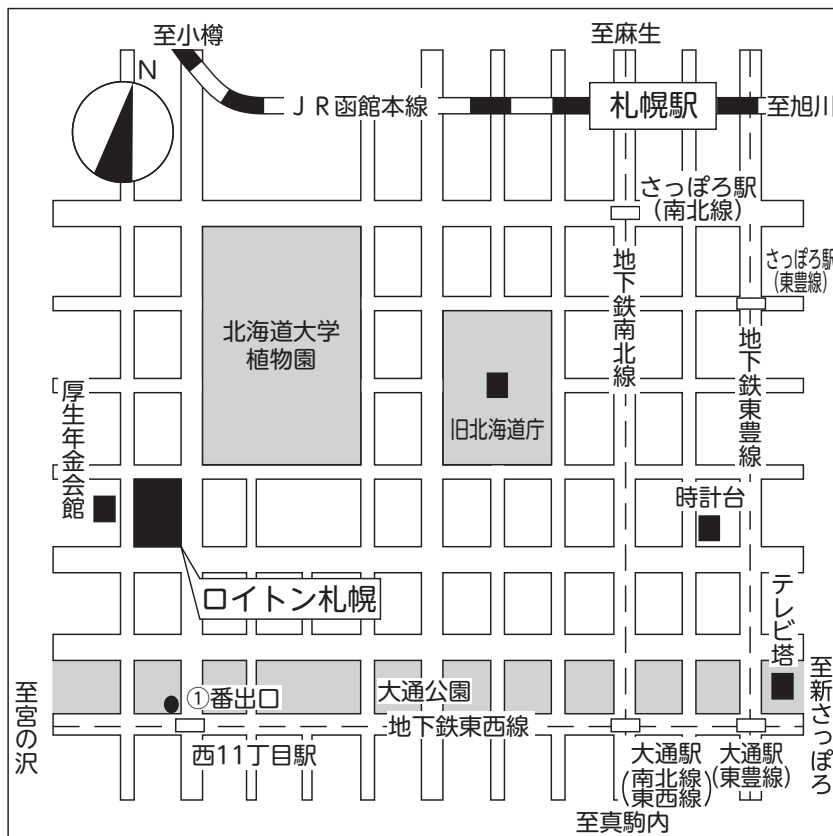 至小樽
至麻生
N
JR函館本線
札幌駅
至旭川
さっぽろ駅
(南北線)
さっぽろ駅
(東豊線)
地下鉄南北線
地下鉄東豊線
北海道大学
植物園
旧北海道庁
厚生年金会館
時計台
ロイトン札幌
テレビ塔
①番出口
大通公園
至宮の沢
至新さっぽろ
地下鉄東西線
西11丁目駅
大通駅
(南北線
東西線)
大通駅
(東豊線)
至真駒内